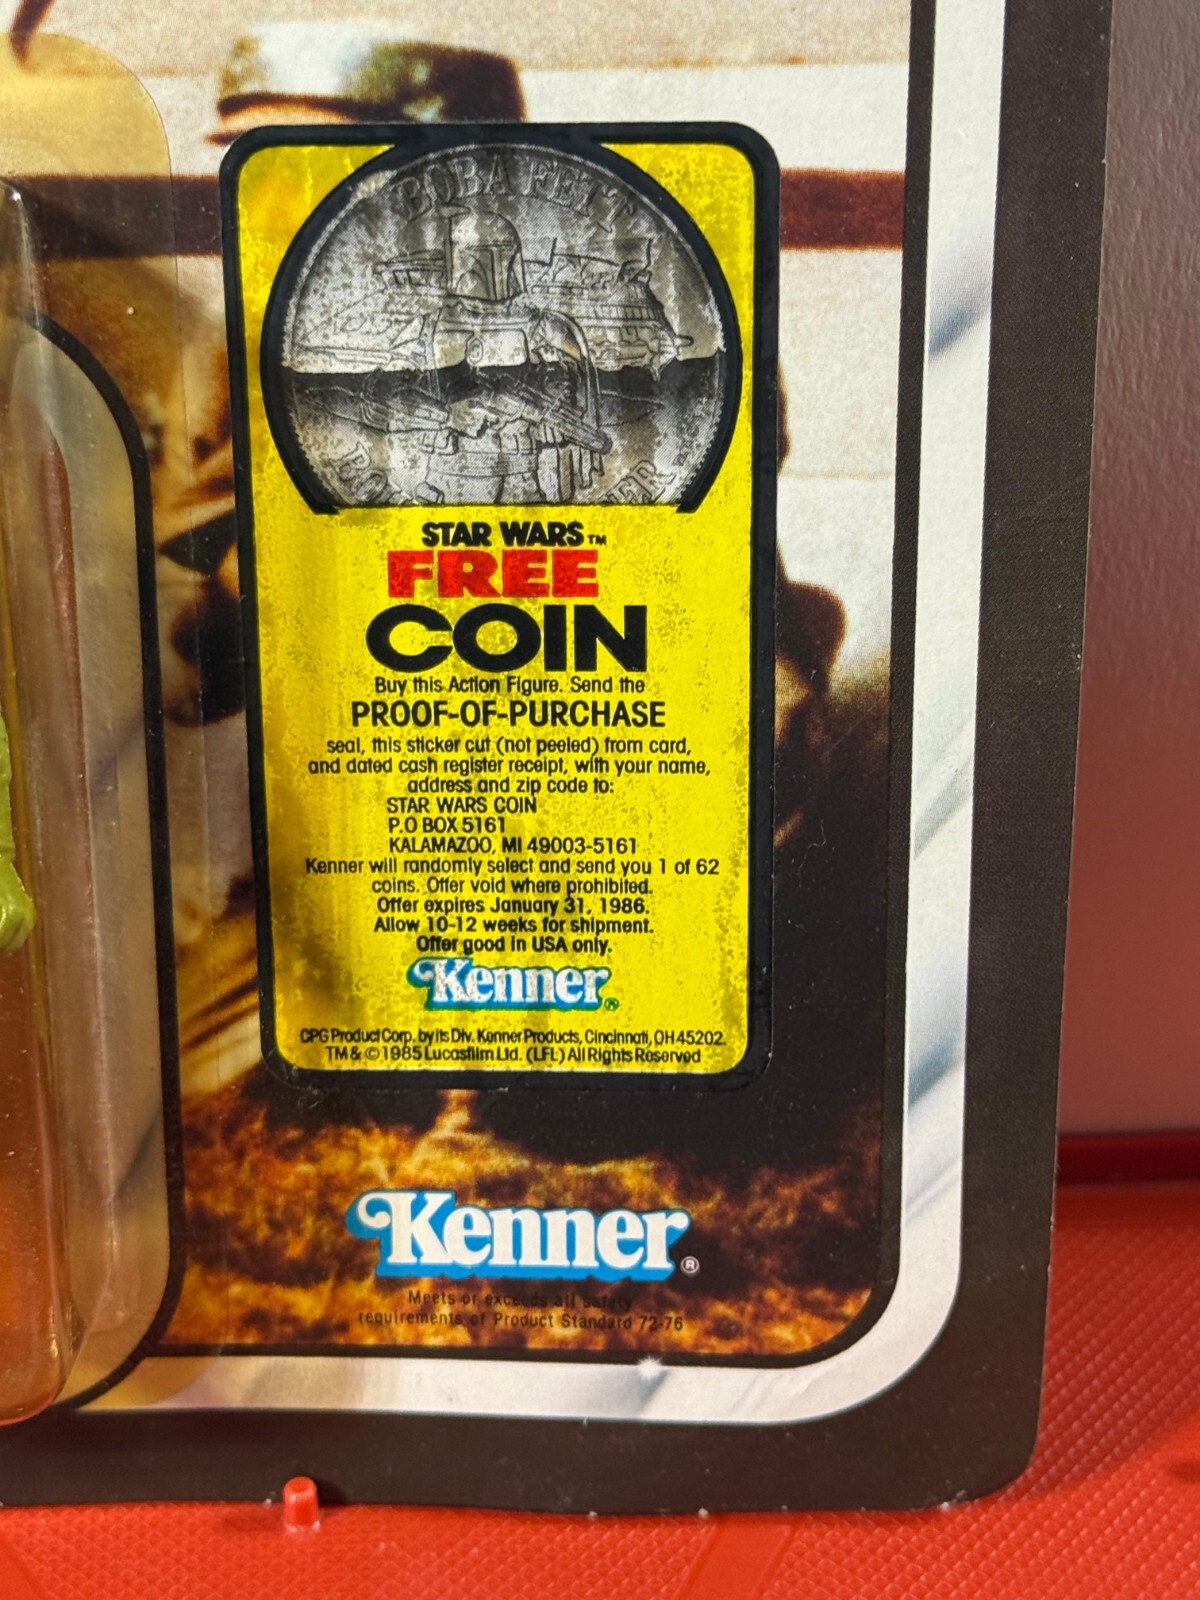 BOBA FETT
STAR WARS™
FREE
COIN
Buy this Action Figure. Send the
PROOF-OF-PURCHASE
seal, this sticker cut (not peeled) from card,
and dated cash register receipt, with your name,
address and zip code to:
STAR WARS COIN
P.O BOX 5161
KALAMAZOO, MI 49003-5161
Kenner will randomly select and send you 1 of 62
coins. Offer void where prohibited.
Offer expires January 31, 1986.
Allow 10-12 weeks for shipment.
Offer good in USA only.
Kenner®
CPG Product Corp. by its Div. Kenner Products, Cincinnati, OH 45202.
TM & © 1985 Lucasfilm Ltd. (LFL) All Rights Reserved
Kenner®
Meets or exceeds all safety
requirements of Product Standard 72-76